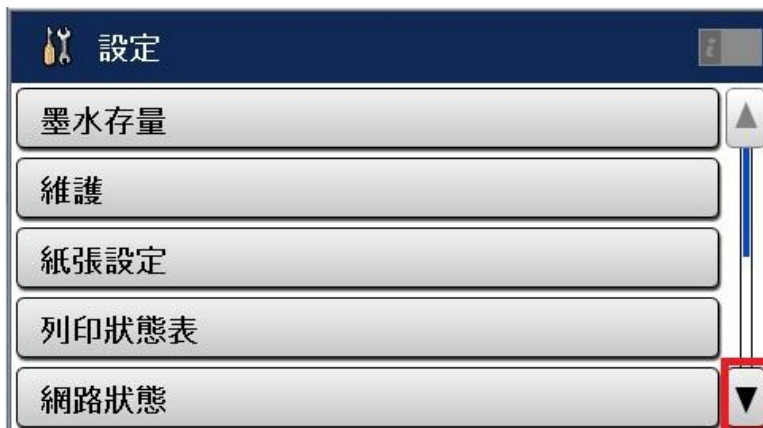 設定
i
墨水存量
維護
紙張設定
列印狀態表
網路狀態